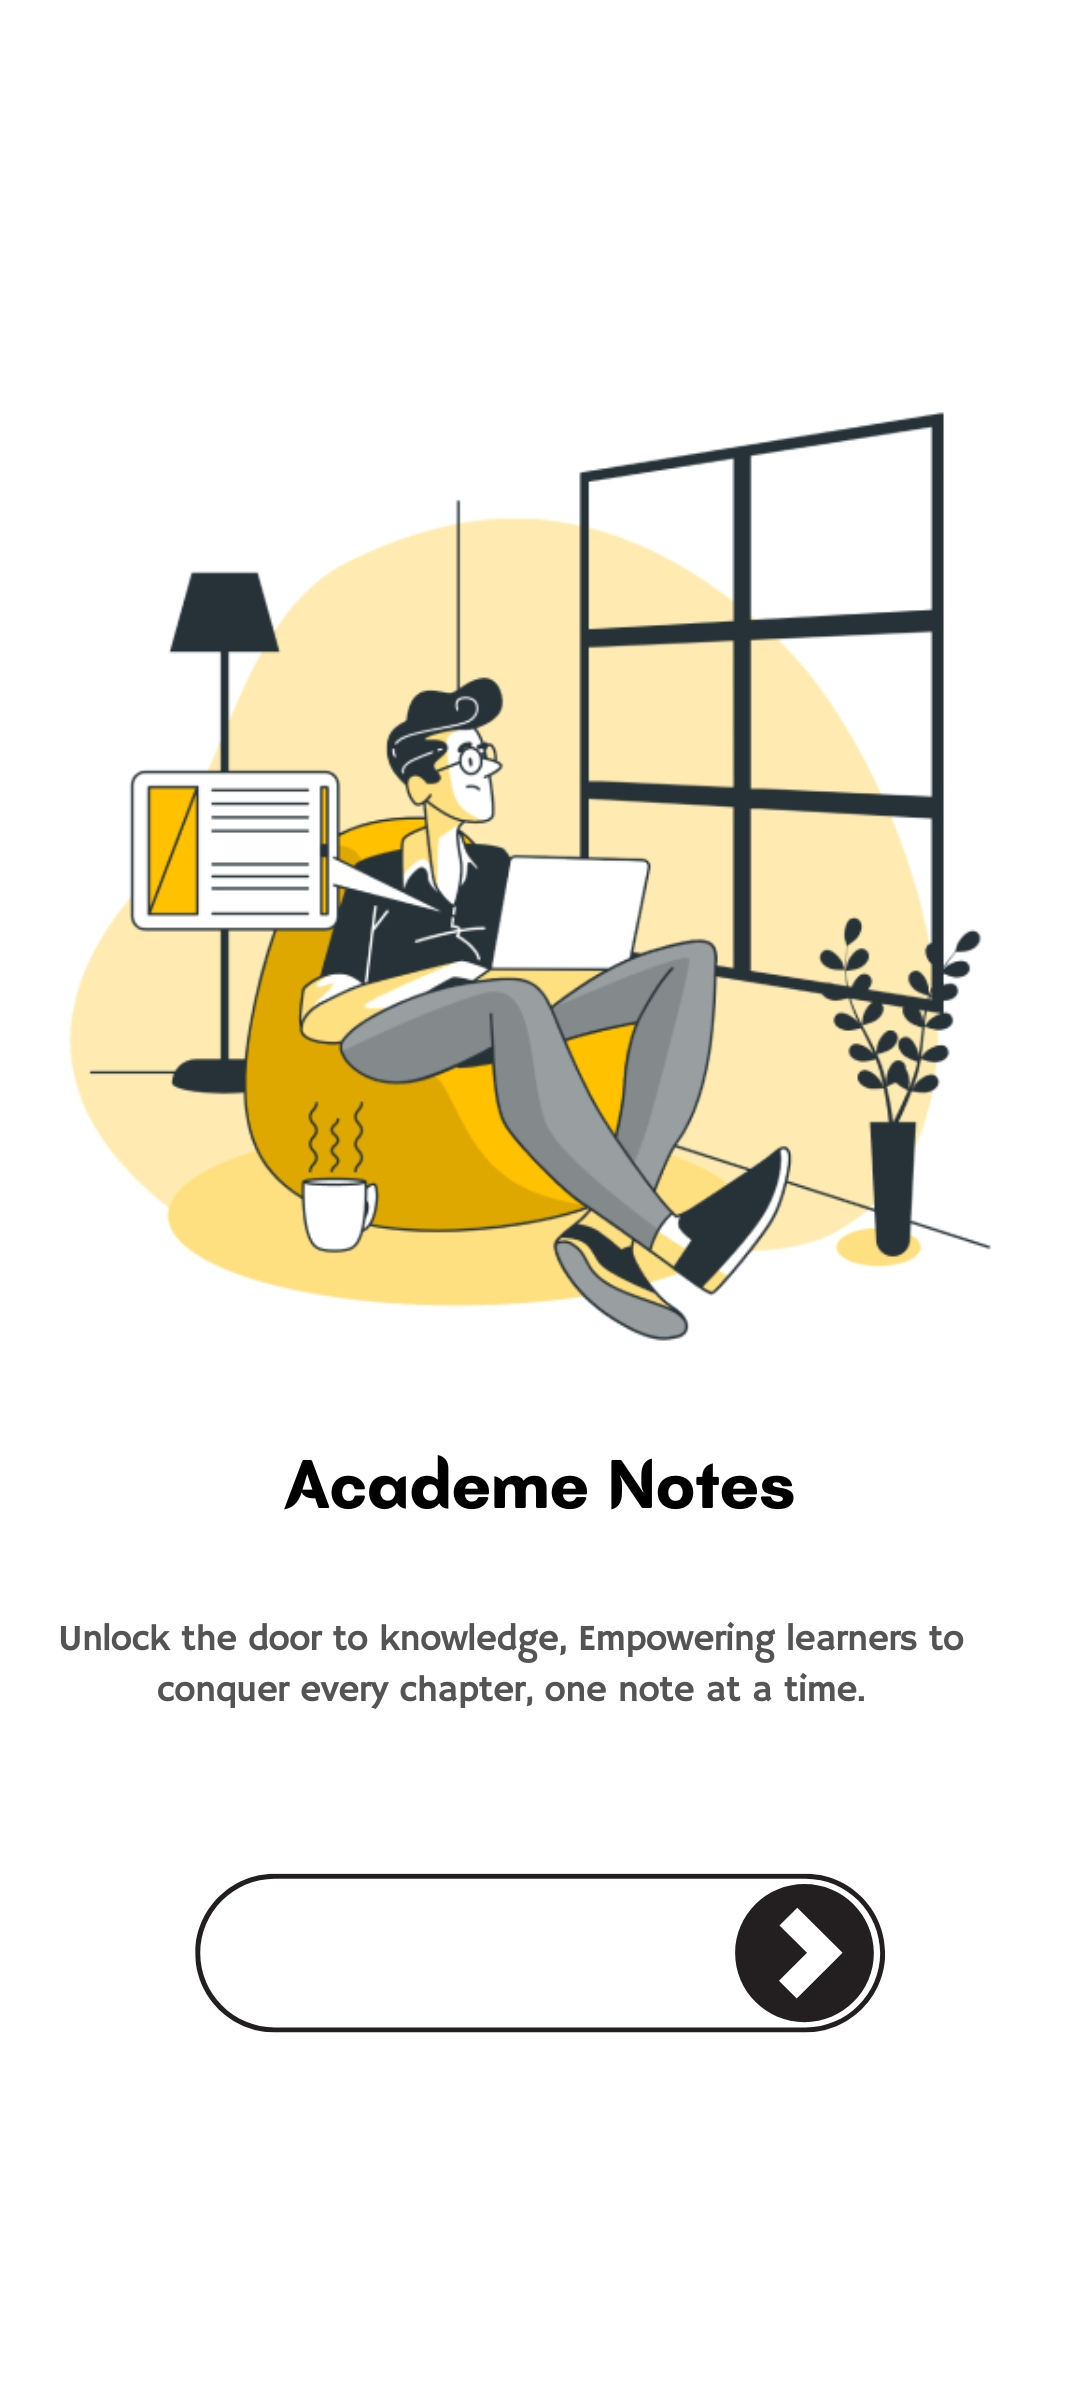 Academe Notes
Unlock the door to knowledge, Empowering learners to
conquer every chapter, one note at a time.